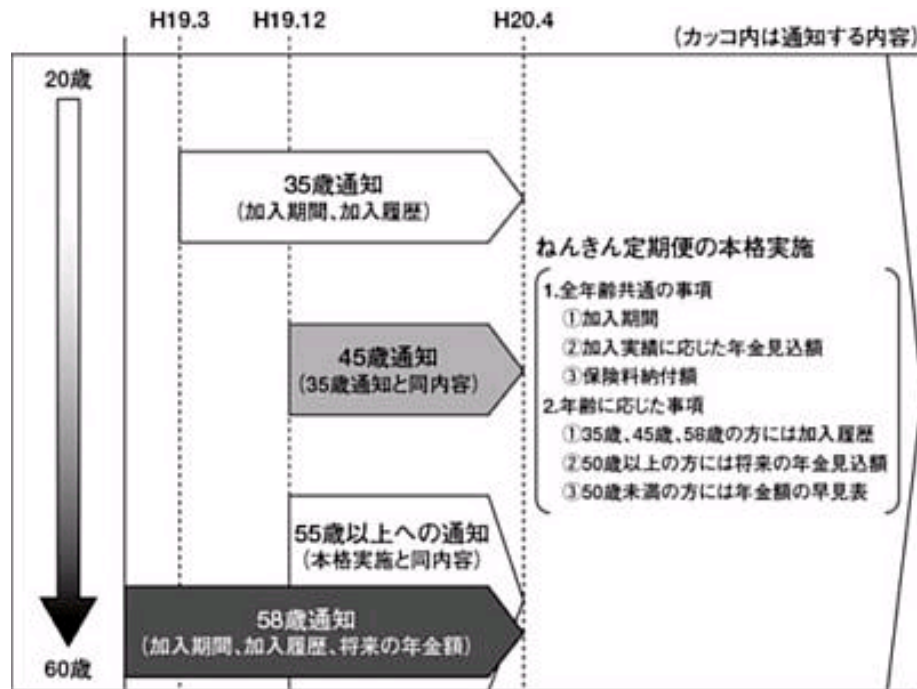 H19.3 H19.12 H20.4
(カッコ内は通知する内容)
20歳
35歳通知
(加入期間、加入履歴)
ねんきん定期便の本格実施
1.全年齢共通の事項
①加入期間
②加入実績に応じた年金見込額
③保険料納付額
2.年齢に応じた事項
①35歳、45歳、58歳の方には加入履歴
②50歳以上の方には将来の年金見込額
③50歳未満の方には年金額の早見表
45歳通知
(35歳通知と同内容)
55歳以上への通知
(本格実施と同内容)
58歳通知
(加入期間、加入履歴、将来の年金額)
60歳